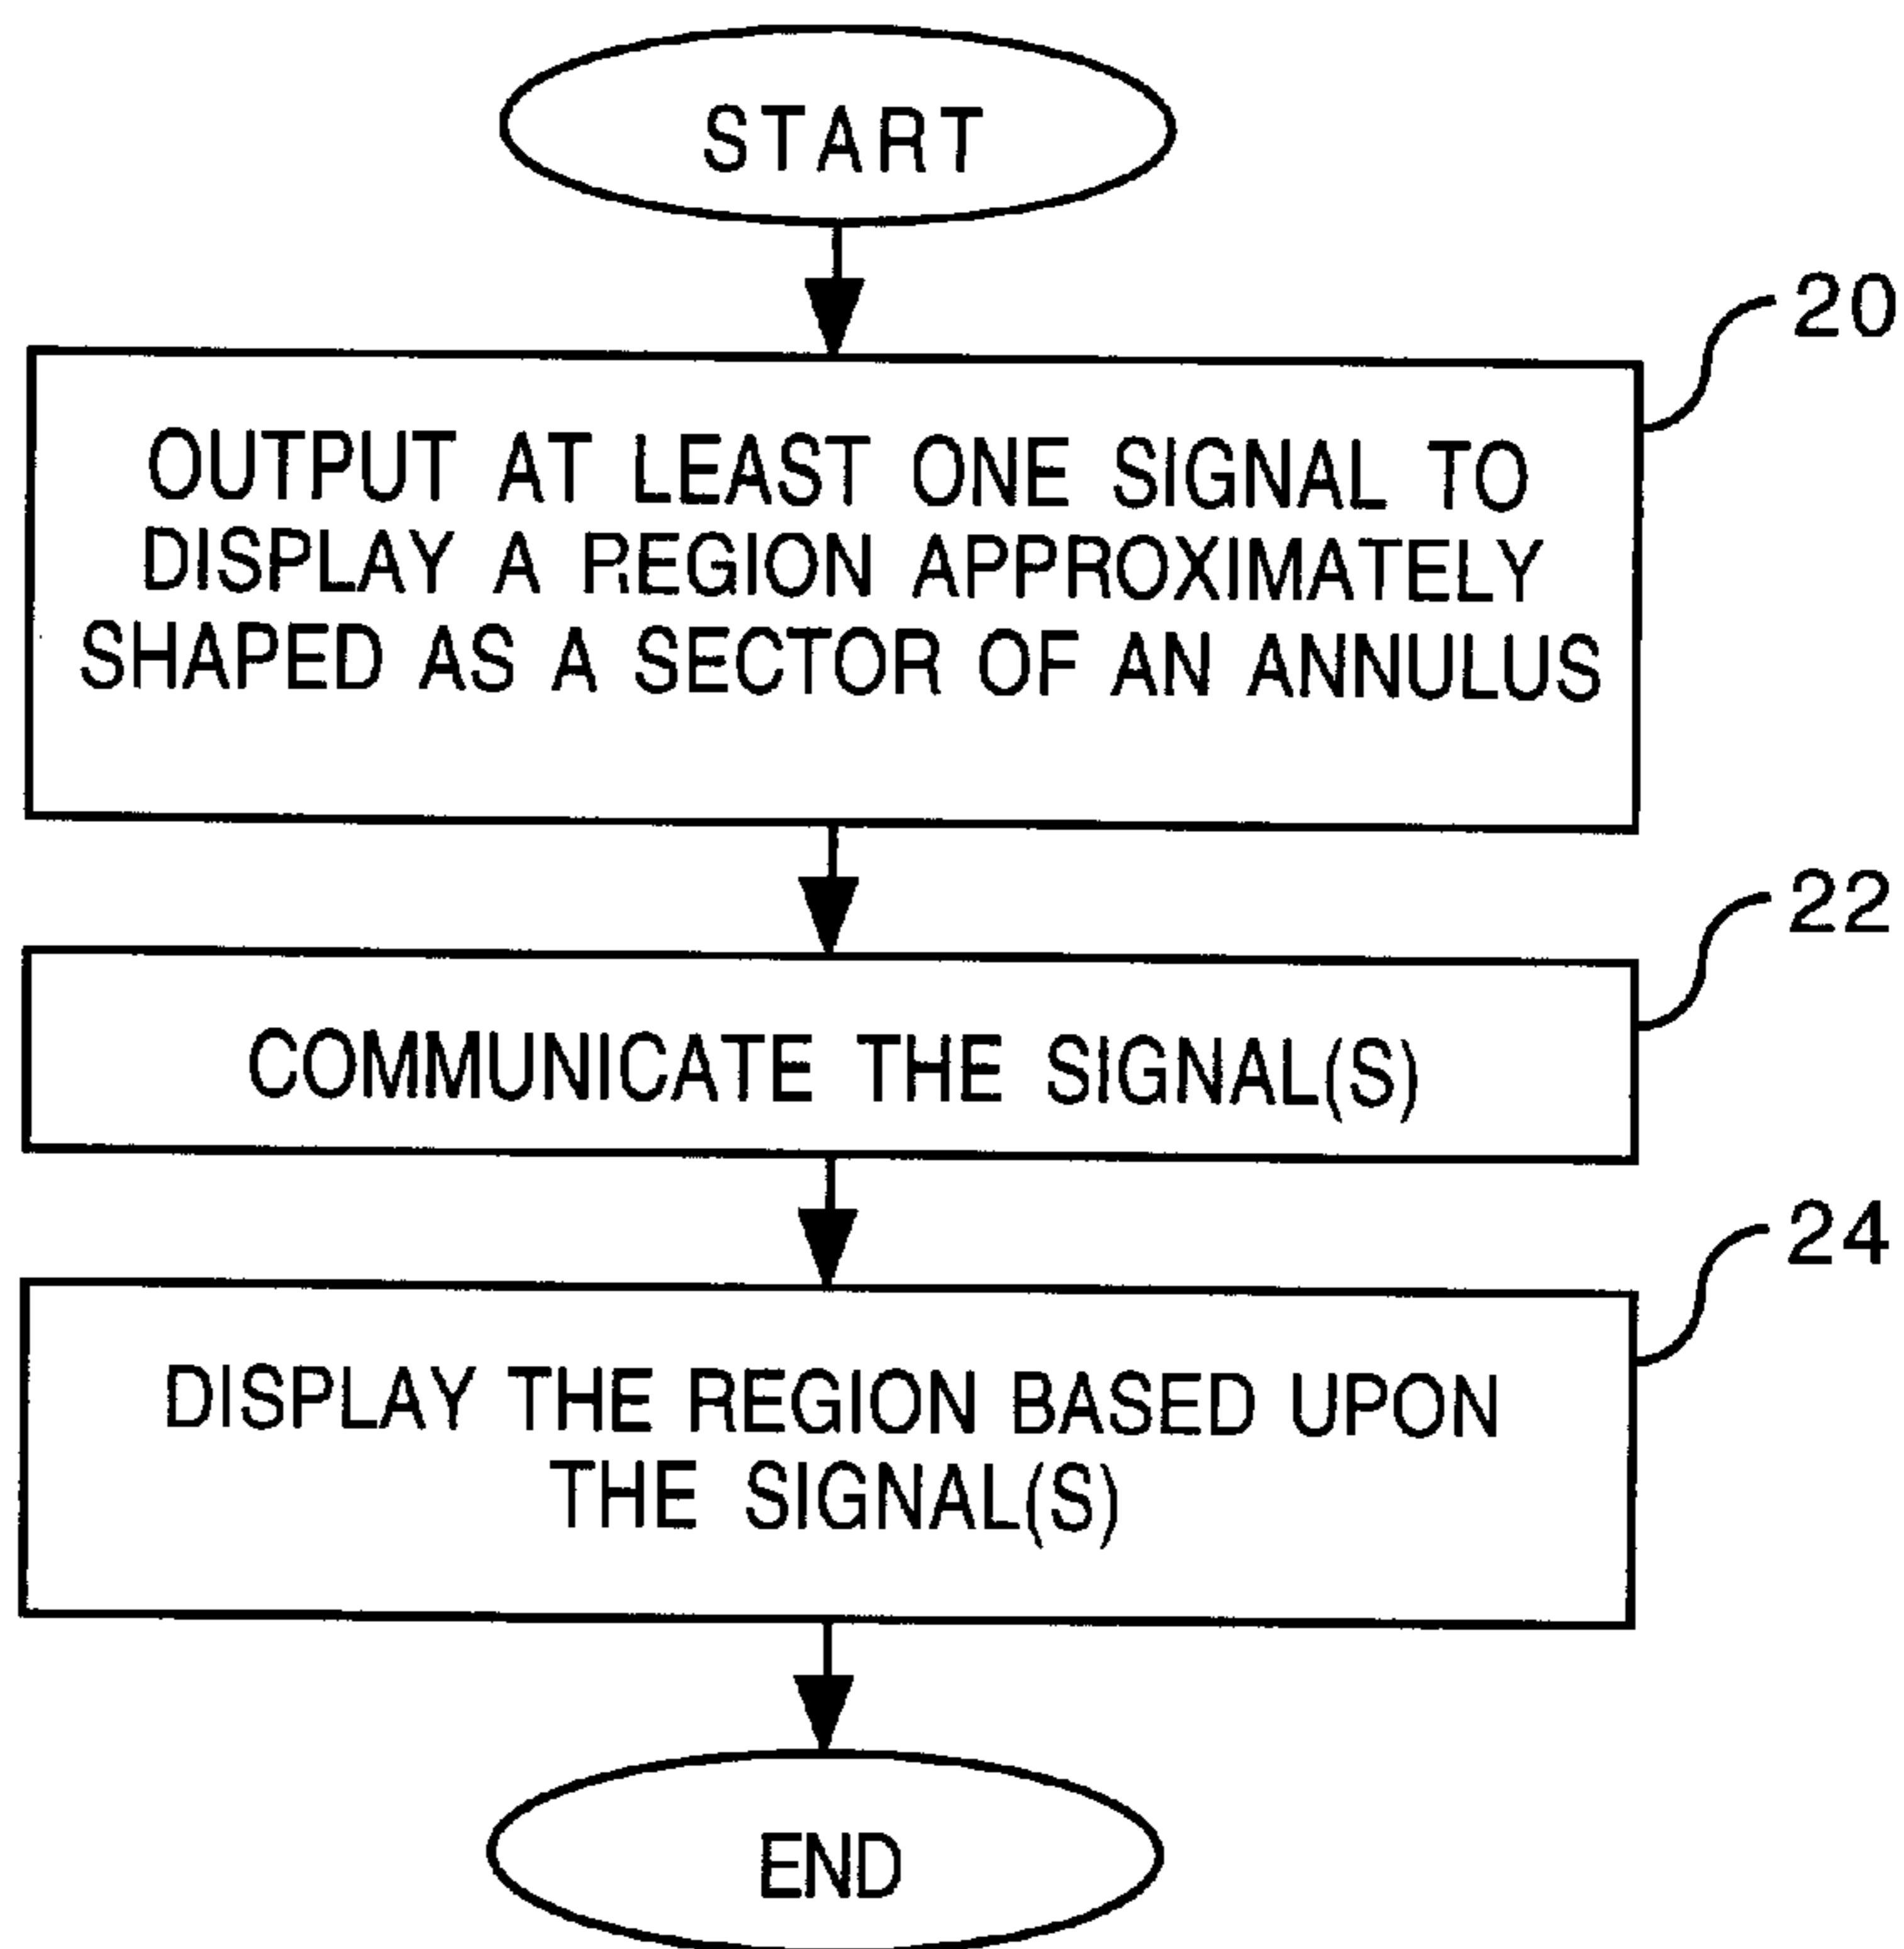 START
20
OUTPUT AT LEAST ONE SIGNAL TO
DISPLAY A REGION APPROXIMATELY
SHAPED AS A SECTOR OF AN ANNULUS
22
COMMUNICATE THE SIGNAL(S)
24
DISPLAY THE REGION BASED UPON
THE SIGNAL(S)
END